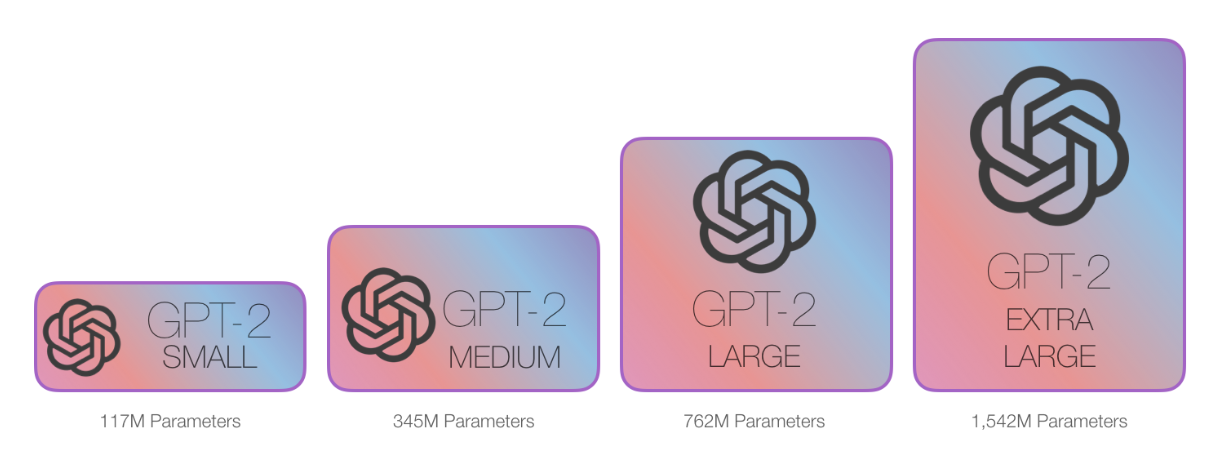 GPT-2
SMALL
117M Parameters
GPT-2
MEDIUM
345M Parameters
GPT-2
LARGE
762M Parameters
GPT-2
EXTRA
LARGE
1,542M Parameters